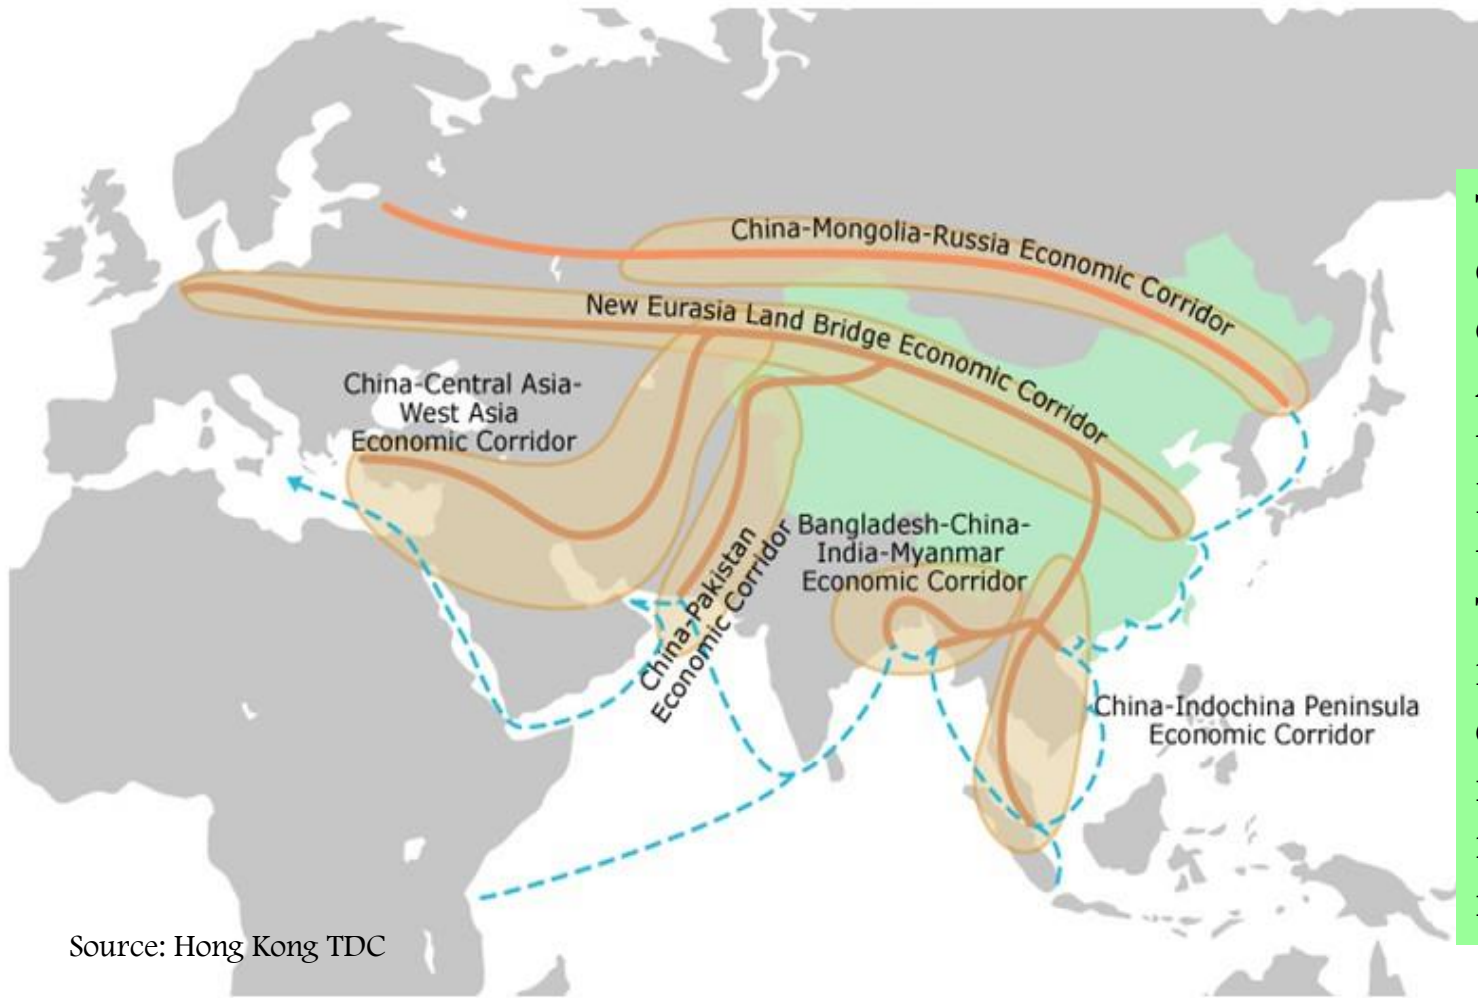 China-Mongolia-Russia Economic Corridor
New Eurasia Land Bridge Economic Corridor
China-Central Asia-
West Asia
Economic Corridor
China-Pakistan
Economic Corridor
Bangladesh-China-
India-Myanmar
Economic Corridor
China-Indochina Peninsula
Economic Corridor
Source: Hong Kong TDC